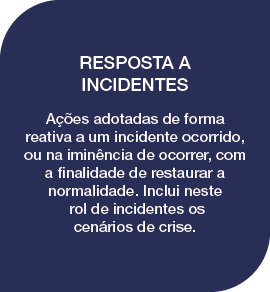 RESPOSTA A
INCIDENTES
Ações adotadas de forma
reativa a um incidente ocorrido,
ou na iminência de ocorrer, com
a finalidade de restaurar a
normalidade. Inclui neste
rol de incidentes os
cenários de crise.